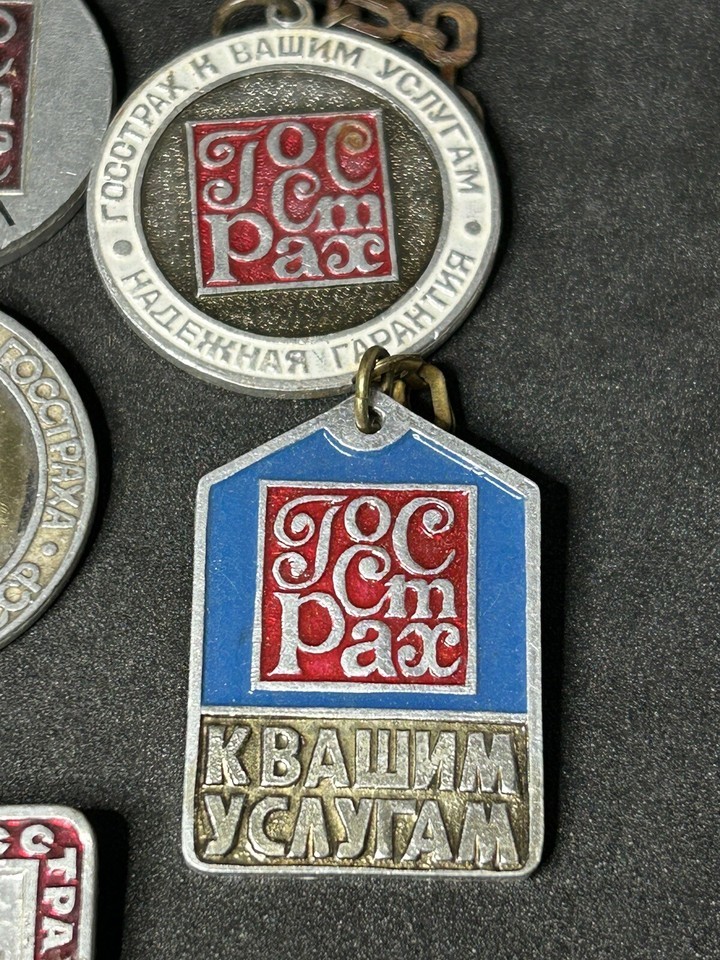 ГОССТРАХ К ВАШИМ УСЛУГАМ
НАДЕЖНАЯ ГАРАНТИЯ
Гос
Ст
рах
ГОССТРАХА
Гос
Ст
рах
К ВАШИМ
УСЛУГАМ